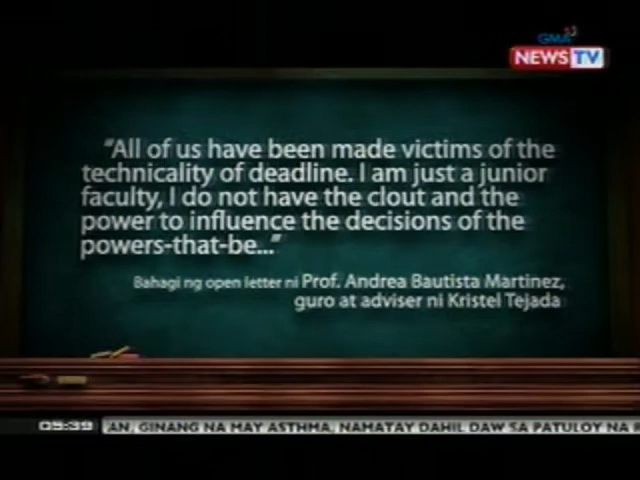 GMA
NEWS TV
"All of us have been made victims of the
technicality of deadline. I am just a junior
faculty, I do not have the clout and the
power to influence the decisions of the
powers-that-be..."
Bahagi ng open letter ni Prof. Andrea Bautista Martinez,
guro at adviser ni Kristel Tejada
05:39 AN, GINANG NA MAY ASTHMA, NAMATAY DAHIL DAW SA PATULOY NA